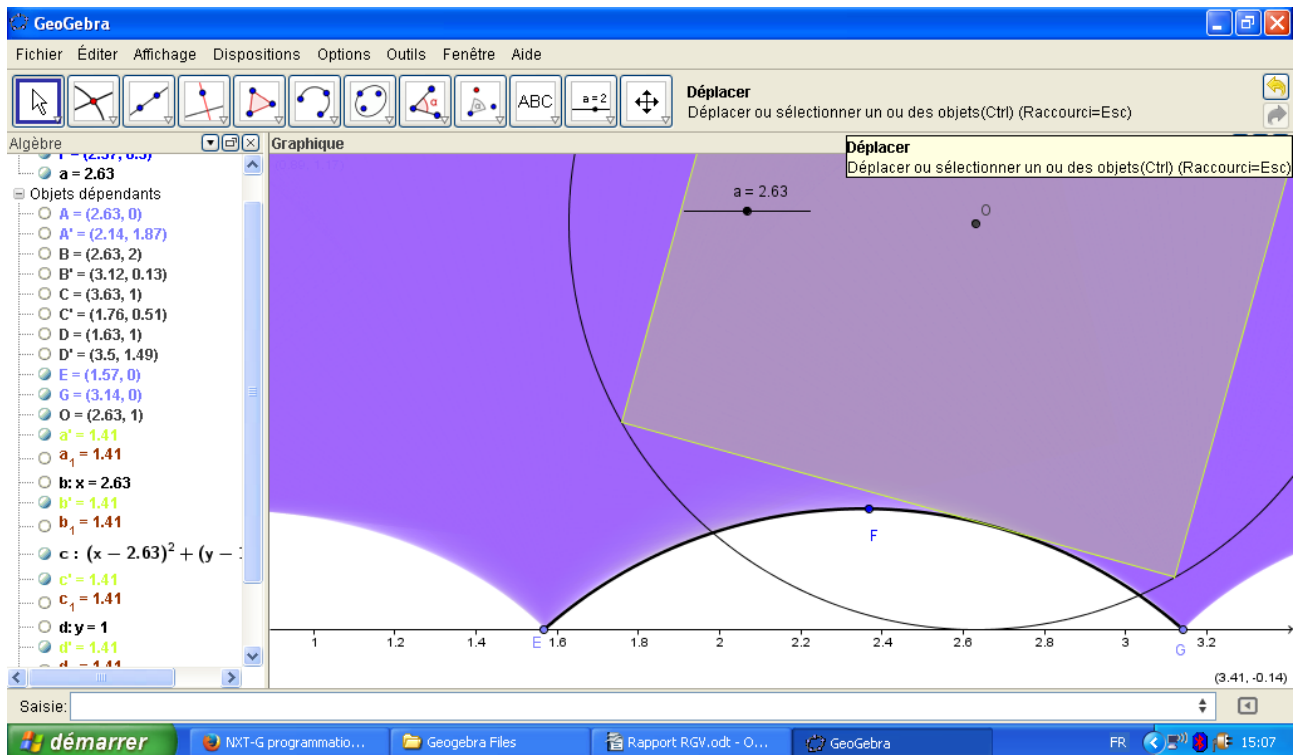 GeoGebra
Fichier Éditer Affichage Dispositions Options Outils Fenêtre Aide
ABC
a = 2
Déplacer
Déplacer ou sélectionner un ou des objets(Ctrl) (Raccourci=Esc)
Algèbre
Graphique
Déplacer
Déplacer ou sélectionner un ou des objets(Ctrl) (Raccourci=Esc)
a = 2.63
Objets dépendants
A = (2.63, 0)
A' = (2.14, 1.87)
B = (2.63, 2)
B' = (3.12, 0.13)
C = (3.63, 1)
C' = (1.76, 0.51)
D = (1.63, 1)
D' = (3.5, 1.49)
E = (1.57, 0)
G = (3.14, 0)
O = (2.63, 1)
a' = 1.41
a₁ = 1.41
b: x = 2.63
b' = 1.41
b₁ = 1.41
c : (x − 2.63)² + (y −
c' = 1.41
c₁ = 1.41
d: y = 1
d' = 1.41
a = 2.63
O
F
E
G
1 1.2 1.4 1.6 1.8 2 2.2 2.4 2.6 2.8 3 3.2
(3.41, -0.14)
Saisie:
démarrer NXT-G programmatio... Geogebra Files Rapport RGV.odt - O... GeoGebra FR 15:07